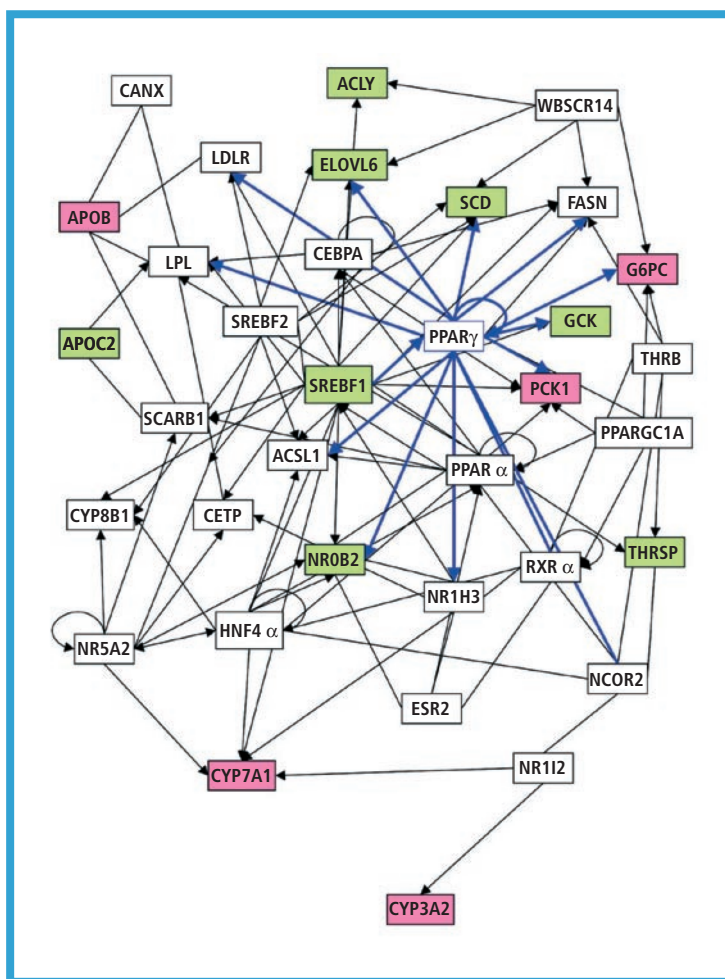 ACLY
CANX
WBSCR14
LDLR
ELOVL6
SCD
FASN
APOB
CEBPA
LPL
G6PC
SREBF2
GCK
PPARγ
APOC2
THRB
SREBF1
PCK1
SCARB1
PPARGC1A
ACSL1
PPAR α
CYP8B1
CETP
NR0B2
THRSP
RXR α
NR1H3
HNF4 α
NR5A2
NCOR2
ESR2
CYP7A1
NR1I2
CYP3A2